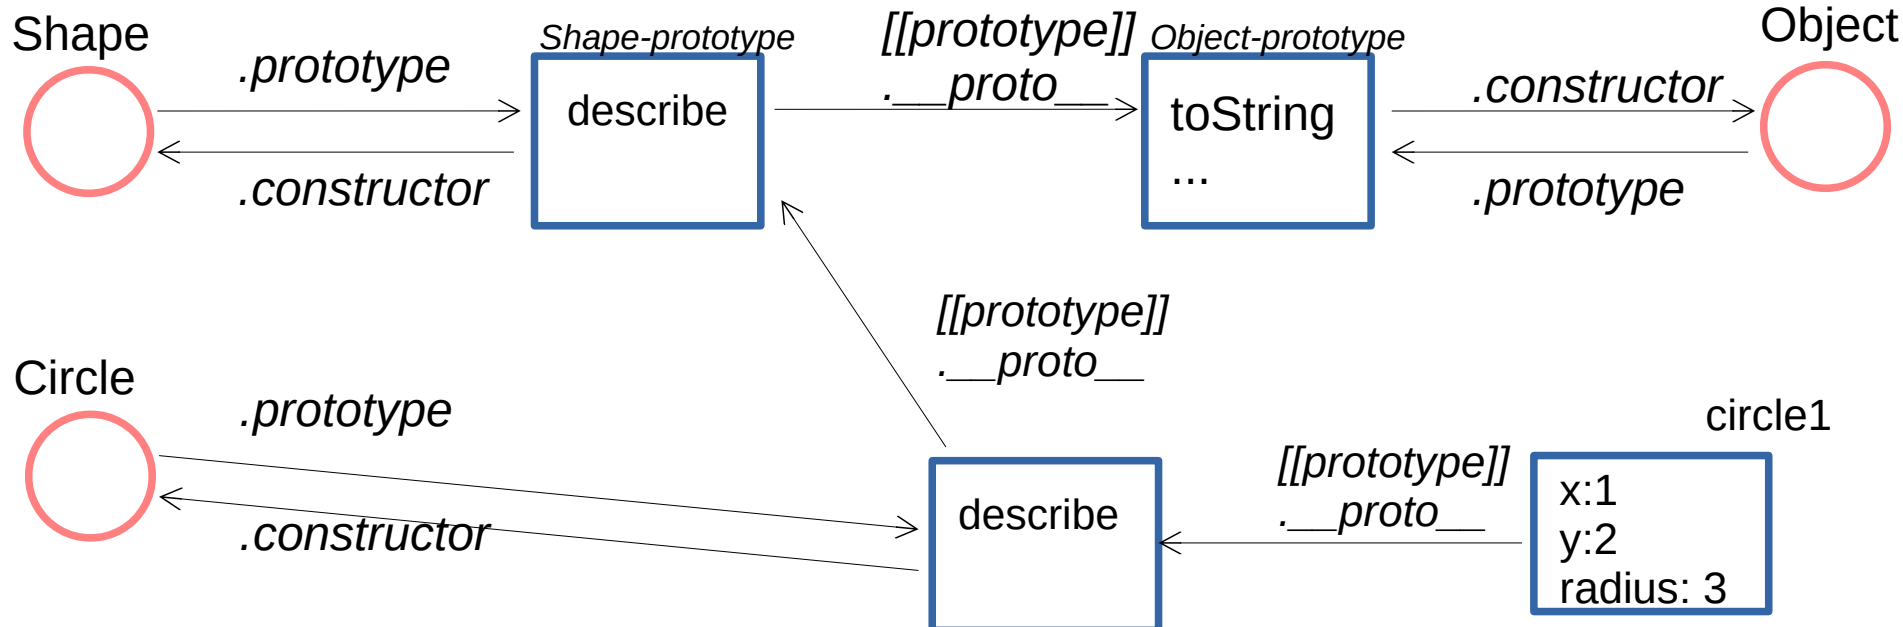 Shape
Shape-prototype
[[prototype]]
.__proto__
Object-prototype
Object
.prototype
describe
toString
...
.constructor
.constructor
.prototype
[[prototype]]
.__proto__
Circle
.prototype
.constructor
describe
[[prototype]]
.__proto__
circle1
x:1
y:2
radius: 3